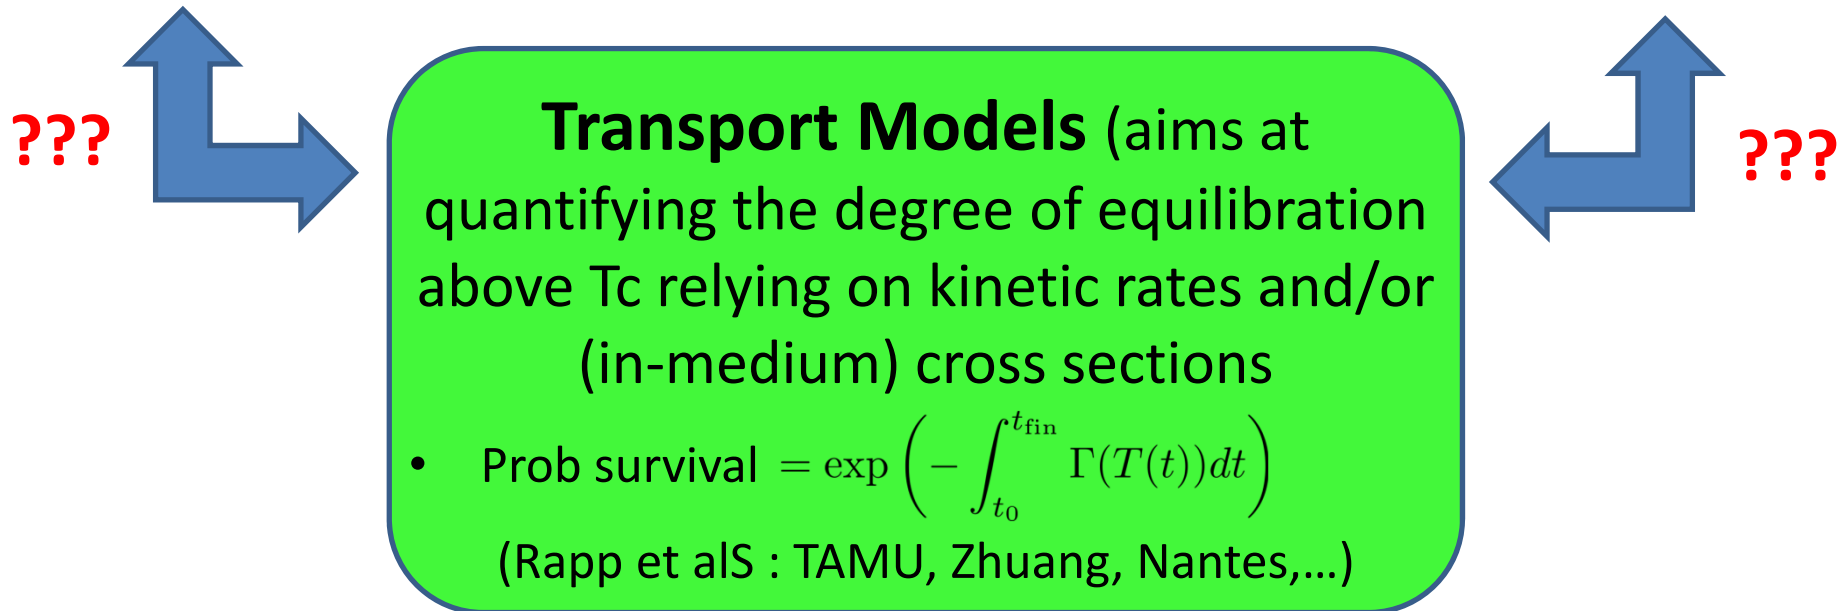 ???
???
Transport Models (aims at
quantifying the degree of equilibration
above Tc relying on kinetic rates and/or
(in-medium) cross sections
• Prob survival = exp(−∫_{t_0}^{t_fin} Γ(T(t))dt)
(Rapp et alS : TAMU, Zhuang, Nantes,...)